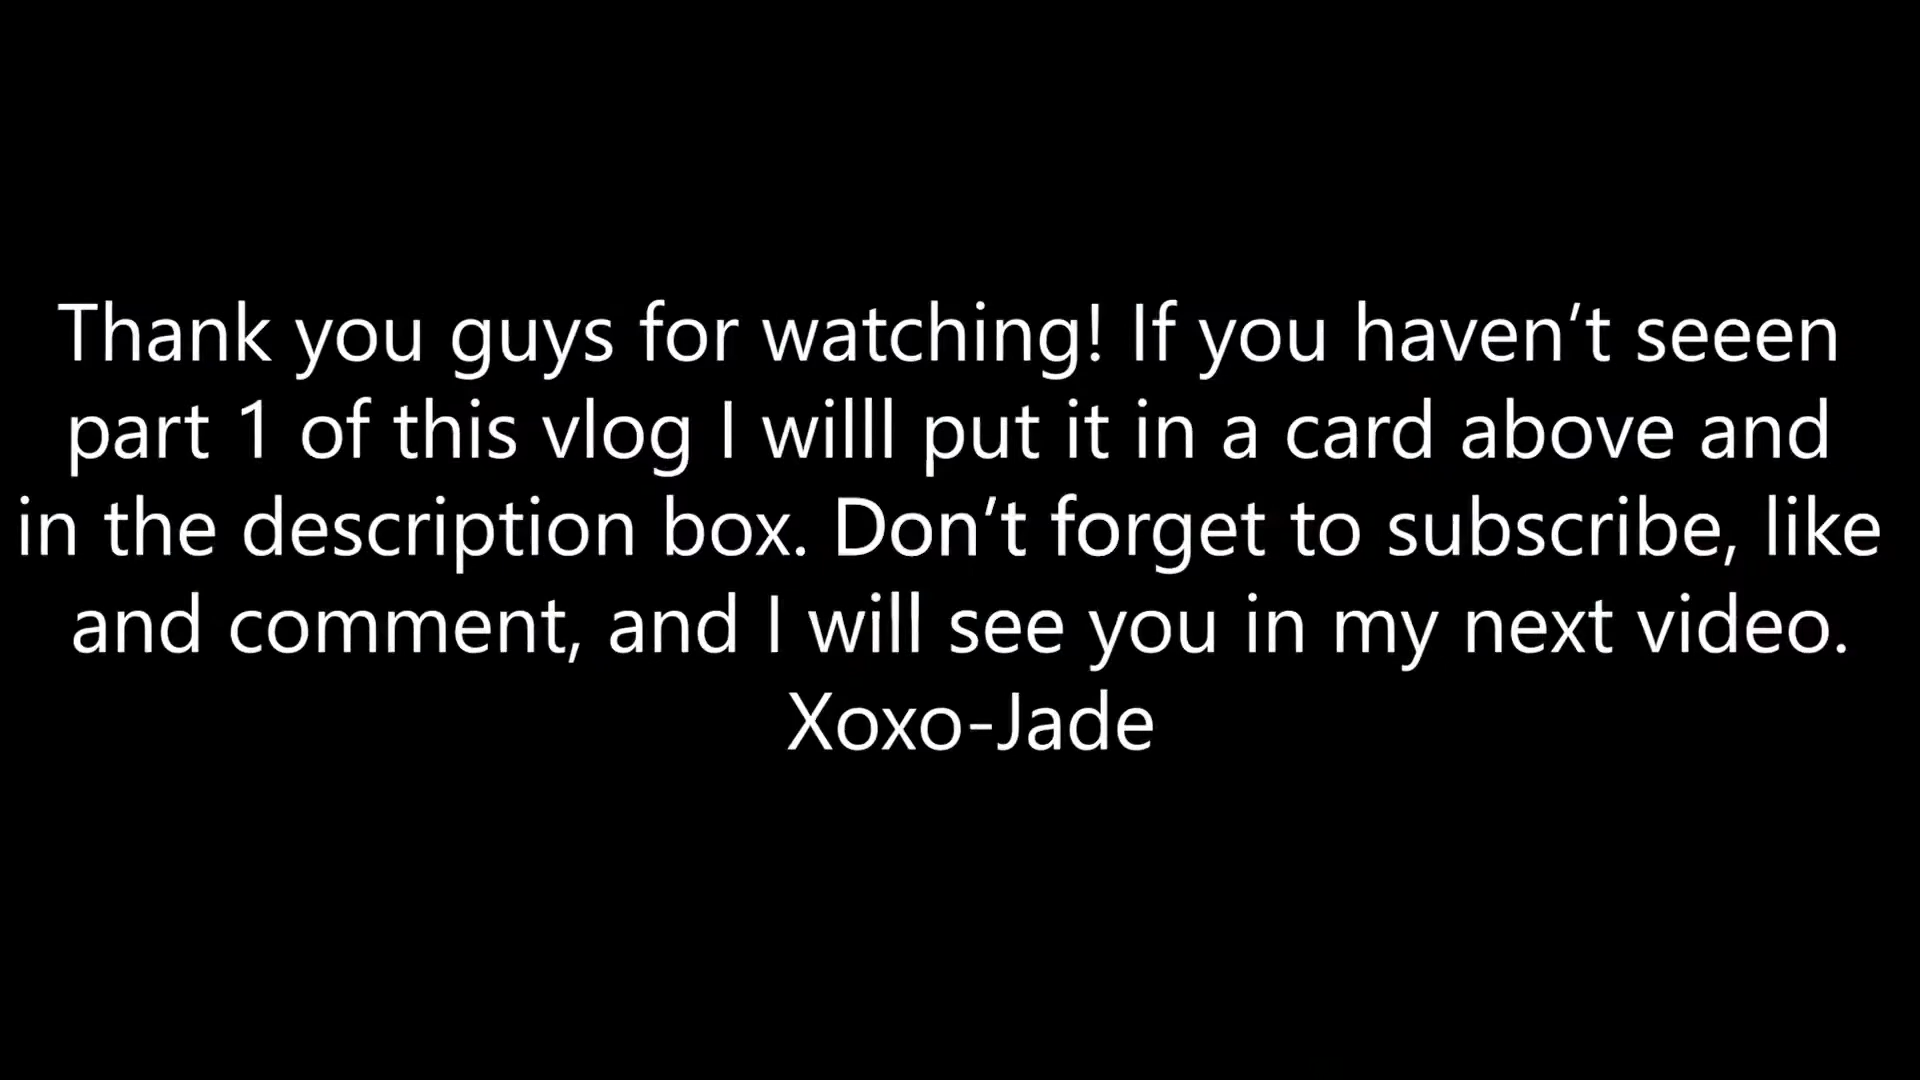 Thank you guys for watching! If you haven’t seeen
part 1 of this vlog I willl put it in a card above and
in the description box. Don’t forget to subscribe, like
and comment, and I will see you in my next video.
Xoxo-Jade